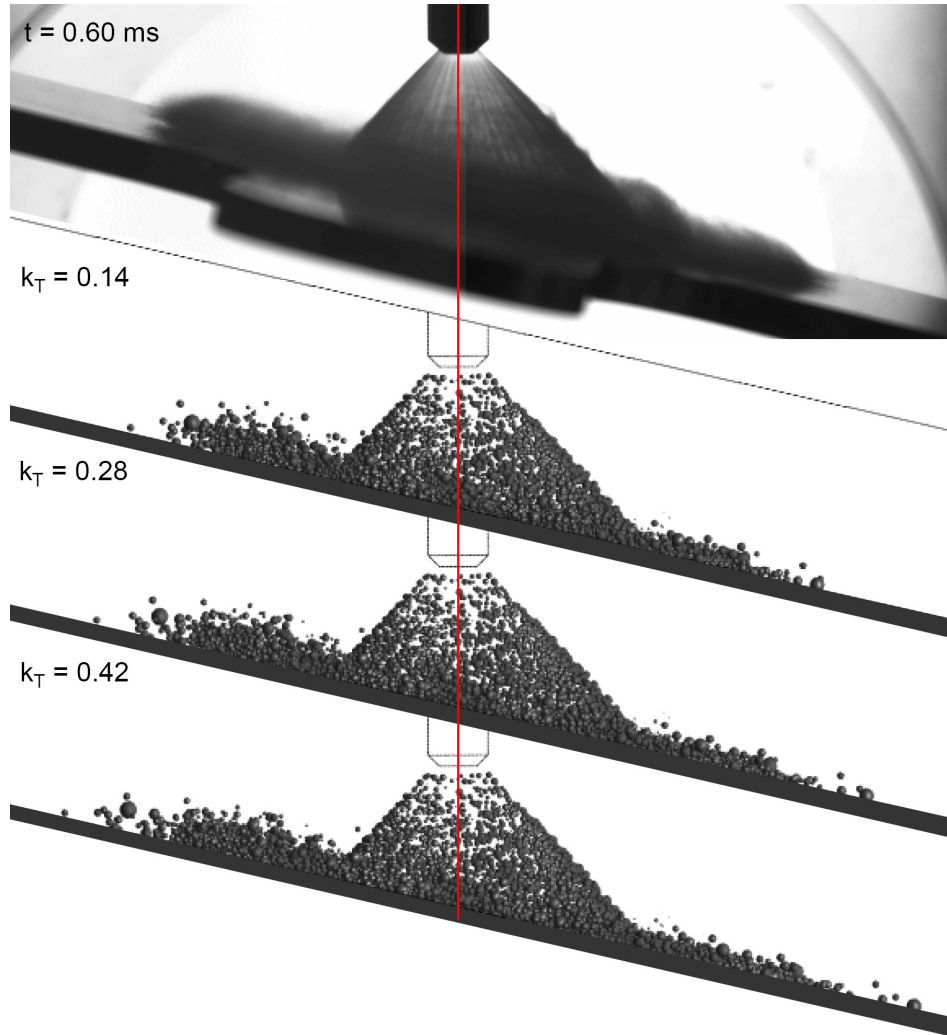 t = 0.60 ms
k_T = 0.14
k_T = 0.28
k_T = 0.42